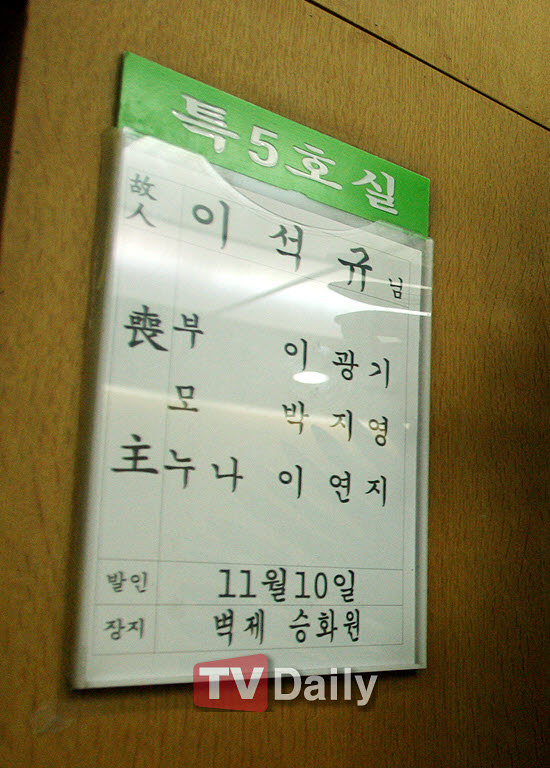 특5호실
故人 이석규 님
喪 부 이광기
모 박지영
主 누나 이연지
발인 11월10일
장지 벽제 승화원
TV Daily